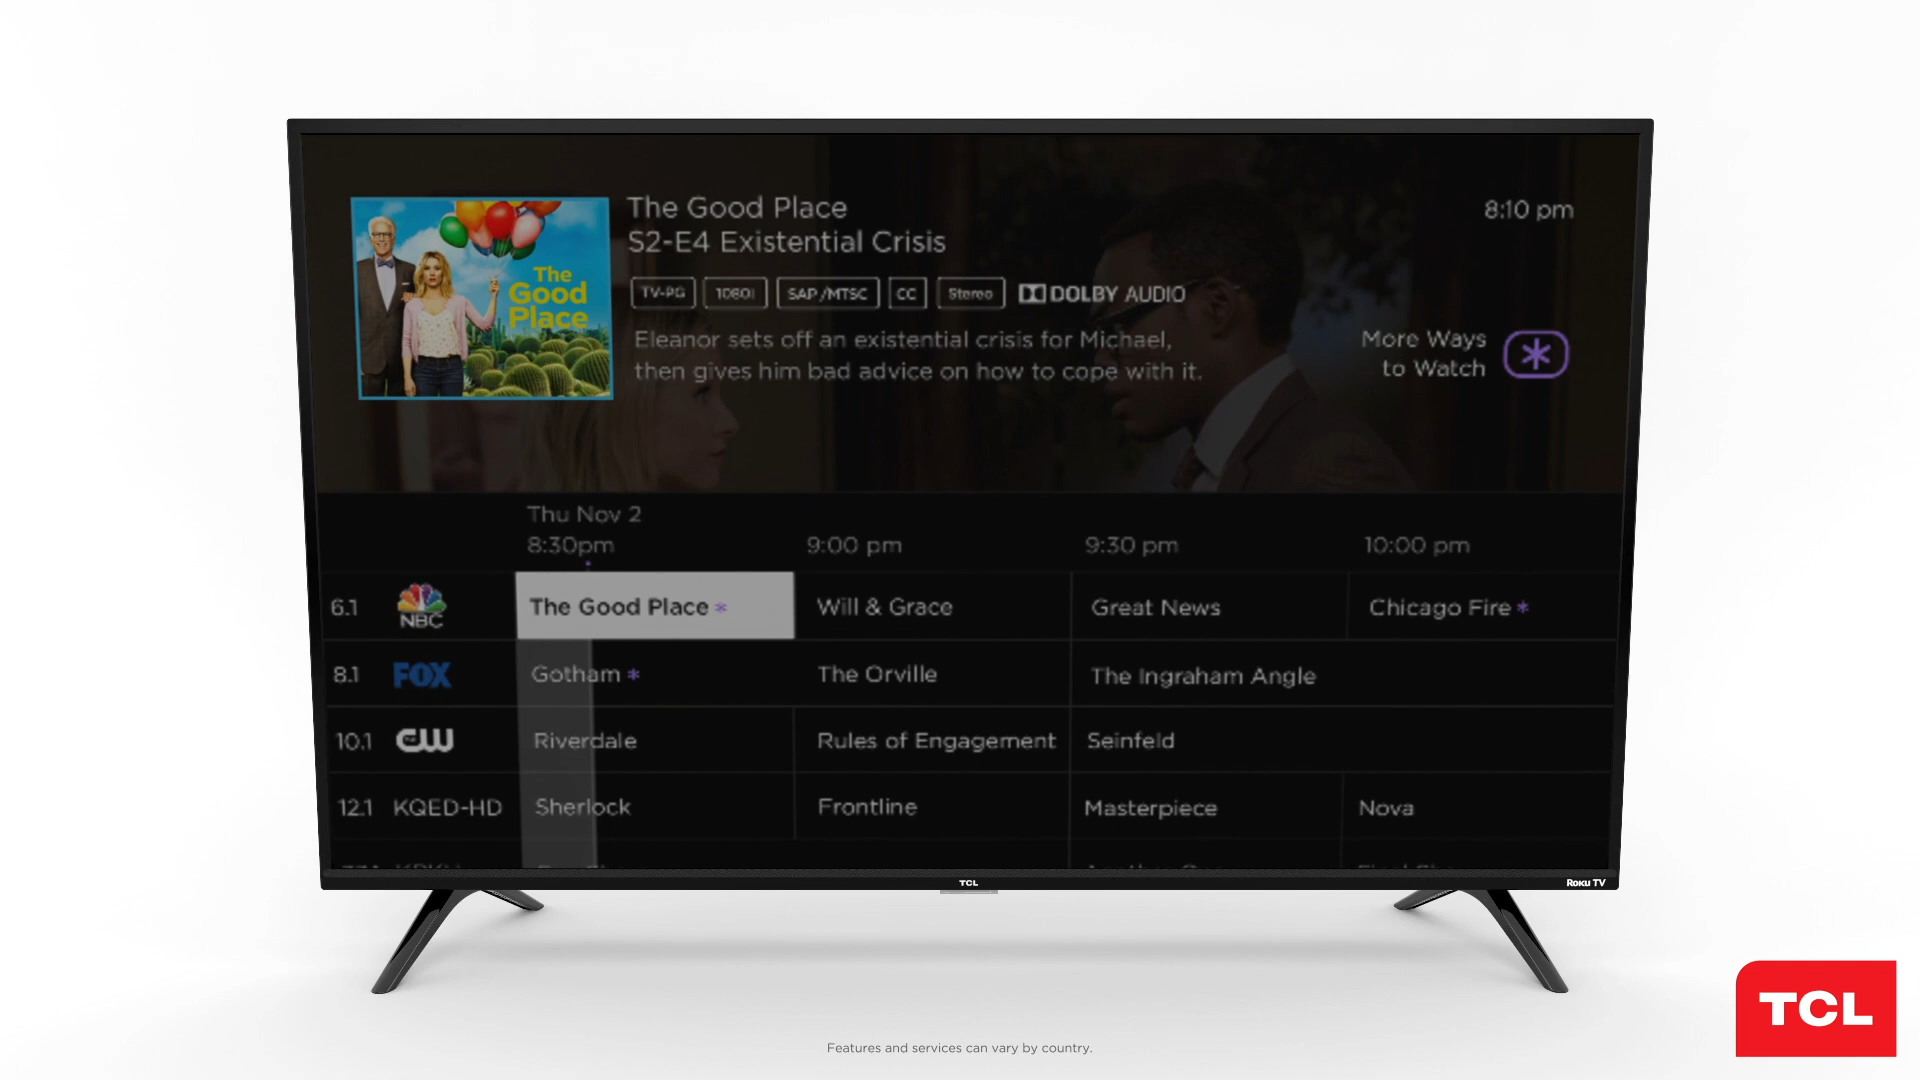 The Good Place
S2-E4 Existential Crisis
8:10 pm
TV-PG 1080i SAP/MTSC CC Stereo DOLBY AUDIO
The
Good
Place
Eleanor sets off an existential crisis for Michael,
then gives him bad advice on how to cope with it.
More Ways
to Watch
Thu Nov 2
8:30pm 9:00 pm 9:30 pm 10:00 pm
6.1 NBC The Good Place * Will & Grace Great News Chicago Fire *
8.1 FOX Gotham * The Orville The Ingraham Angle
10.1 CW Riverdale Rules of Engagement Seinfeld
12.1 KQED-HD Sherlock Frontline Masterpiece Nova
TCL
Roku TV
TCL
Features and services can vary by country.